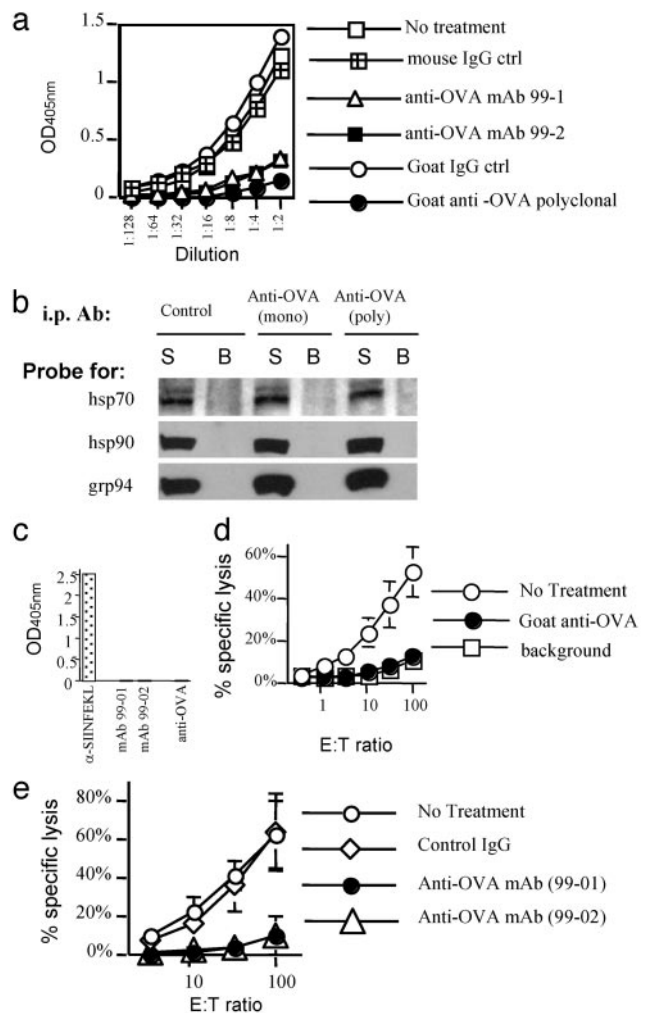 a
1.5
1
0.5
0
OD405nm
1:128
1:64
1:32
1:16
1:8
1:4
1:2
Dilution
No treatment
mouse IgG ctrl
anti-OVA mAb 99-1
anti-OVA mAb 99-2
Goat IgG ctrl
Goat anti -OVA polyclonal
b
i.p. Ab:
Control
Anti-OVA (mono)
Anti-OVA (poly)
S B S B S B
Probe for:
hsp70
hsp90
grp94
c
OD405nm
2.5
2
1.5
1
0.5
0
α-SIINFEKL
mAb 99-01
mAb 99-02
anti-OVA
d
% specific lysis
60%
40%
20%
0%
1 10 100
E:T ratio
No Treatment
Goat anti-OVA
background
e
% specific lysis
80%
60%
40%
20%
0%
10 100
E:T ratio
No Treatment
Control IgG
Anti-OVA mAb (99-01)
Anti-OVA mAb (99-02)